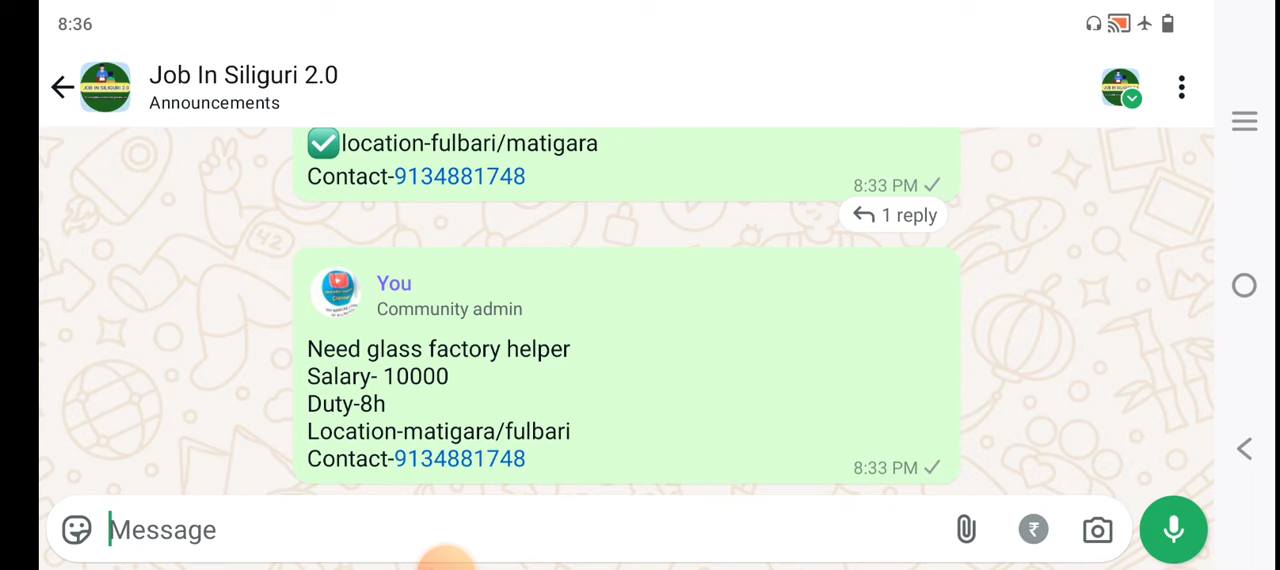 8:36
Job In Siliguri 2.0
Announcements
✅location-fulbari/matigara
Contact-9134881748
8:33 PM
1 reply
You
Community admin
Need glass factory helper
Salary- 10000
Duty-8h
Location-matigara/fulbari
Contact-9134881748
8:33 PM
Message